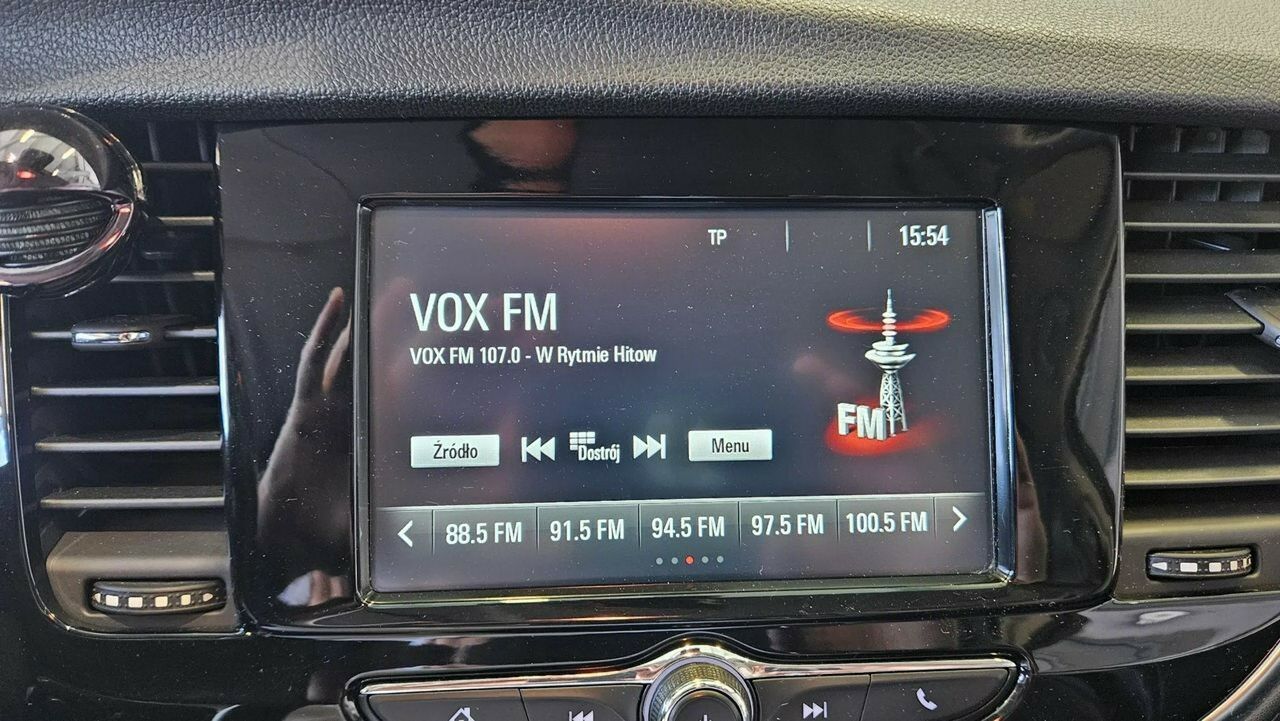 TP 15:54
VOX FM
VOX FM 107.0 - W Rytmie Hitow
FM
Źródło Dostrój Menu
88.5 FM 91.5 FM 94.5 FM 97.5 FM 100.5 FM